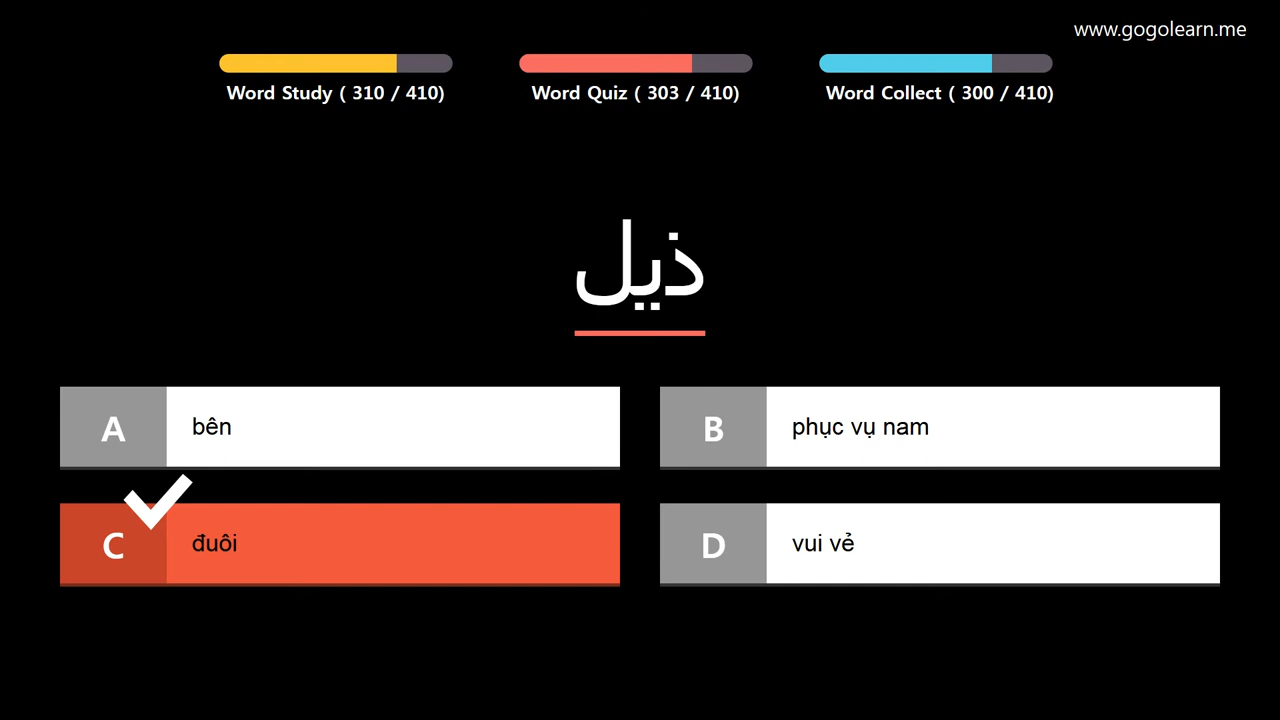 www.gogolearn.me
Word Study ( 310 / 410)
Word Quiz ( 303 / 410)
Word Collect ( 300 / 410)
ذيل
A bên
B phục vụ nam
C đuôi
D vui vẻ